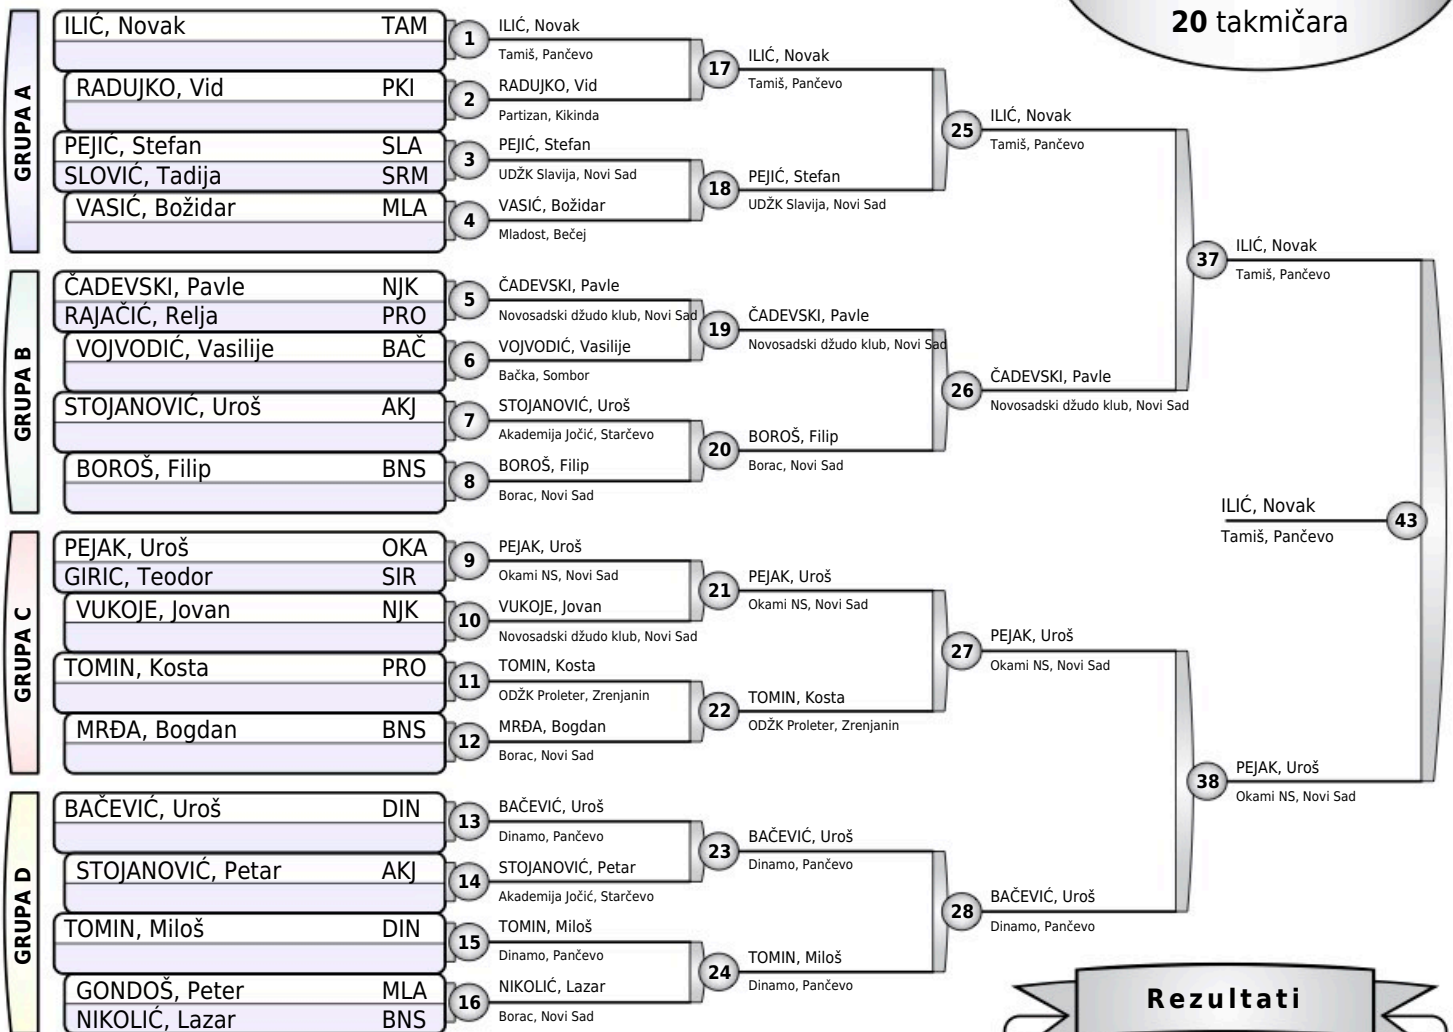 20 takmičara
GRUPA A
ILIĆ, Novak TAM
RADUJKO, Vid PKI
PEJIĆ, Stefan SLA
SLOVIĆ, Tadija SRM
VASIĆ, Božidar MLA
GRUPA B
ČADEVSKI, Pavle NJK
RAJAČIĆ, Relja PRO
VOJVODIĆ, Vasilije BAČ
STOJANOVIĆ, Uroš AKJ
BOROŠ, Filip BNS
GRUPA C
PEJAK, Uroš OKA
GIRIC, Teodor SIR
VUKOJE, Jovan NJK
TOMIN, Kosta PRO
MRĐA, Bogdan BNS
GRUPA D
BAČEVIĆ, Uroš DIN
STOJANOVIĆ, Petar AKJ
TOMIN, Miloš DIN
GONDOŠ, Peter MLA
NIKOLIĆ, Lazar BNS
1 ILIĆ, Novak
Tamiš, Pančevo
2 RADUJKO, Vid
Partizan, Kikinda
3 PEJIĆ, Stefan
UDŽK Slavija, Novi Sad
4 VASIĆ, Božidar
Mladost, Bečej
5 ČADEVSKI, Pavle
Novosadski džudo klub, Novi Sad
6 VOJVODIĆ, Vasilije
Bačka, Sombor
7 STOJANOVIĆ, Uroš
Akademija Jočić, Starčevo
8 BOROŠ, Filip
Borac, Novi Sad
9 PEJAK, Uroš
Okami NS, Novi Sad
10 VUKOJE, Jovan
Novosadski džudo klub, Novi Sad
11 TOMIN, Kosta
ODŽK Proleter, Zrenjanin
12 MRĐA, Bogdan
Borac, Novi Sad
13 BAČEVIĆ, Uroš
Dinamo, Pančevo
14 STOJANOVIĆ, Petar
Akademija Jočić, Starčevo
15 TOMIN, Miloš
Dinamo, Pančevo
16 NIKOLIĆ, Lazar
Borac, Novi Sad
17 ILIĆ, Novak
Tamiš, Pančevo
18 PEJIĆ, Stefan
UDŽK Slavija, Novi Sad
19 ČADEVSKI, Pavle
Novosadski džudo klub, Novi Sad
20 BOROŠ, Filip
Borac, Novi Sad
21 PEJAK, Uroš
Okami NS, Novi Sad
22 TOMIN, Kosta
ODŽK Proleter, Zrenjanin
23 BAČEVIĆ, Uroš
Dinamo, Pančevo
24 TOMIN, Miloš
Dinamo, Pančevo
25 ILIĆ, Novak
Tamiš, Pančevo
26 ČADEVSKI, Pavle
Novosadski džudo klub, Novi Sad
27 PEJAK, Uroš
Okami NS, Novi Sad
28 BAČEVIĆ, Uroš
Dinamo, Pančevo
37 ILIĆ, Novak
Tamiš, Pančevo
38 PEJAK, Uroš
Okami NS, Novi Sad
ILIĆ, Novak 43
Tamiš, Pančevo
Rezultati